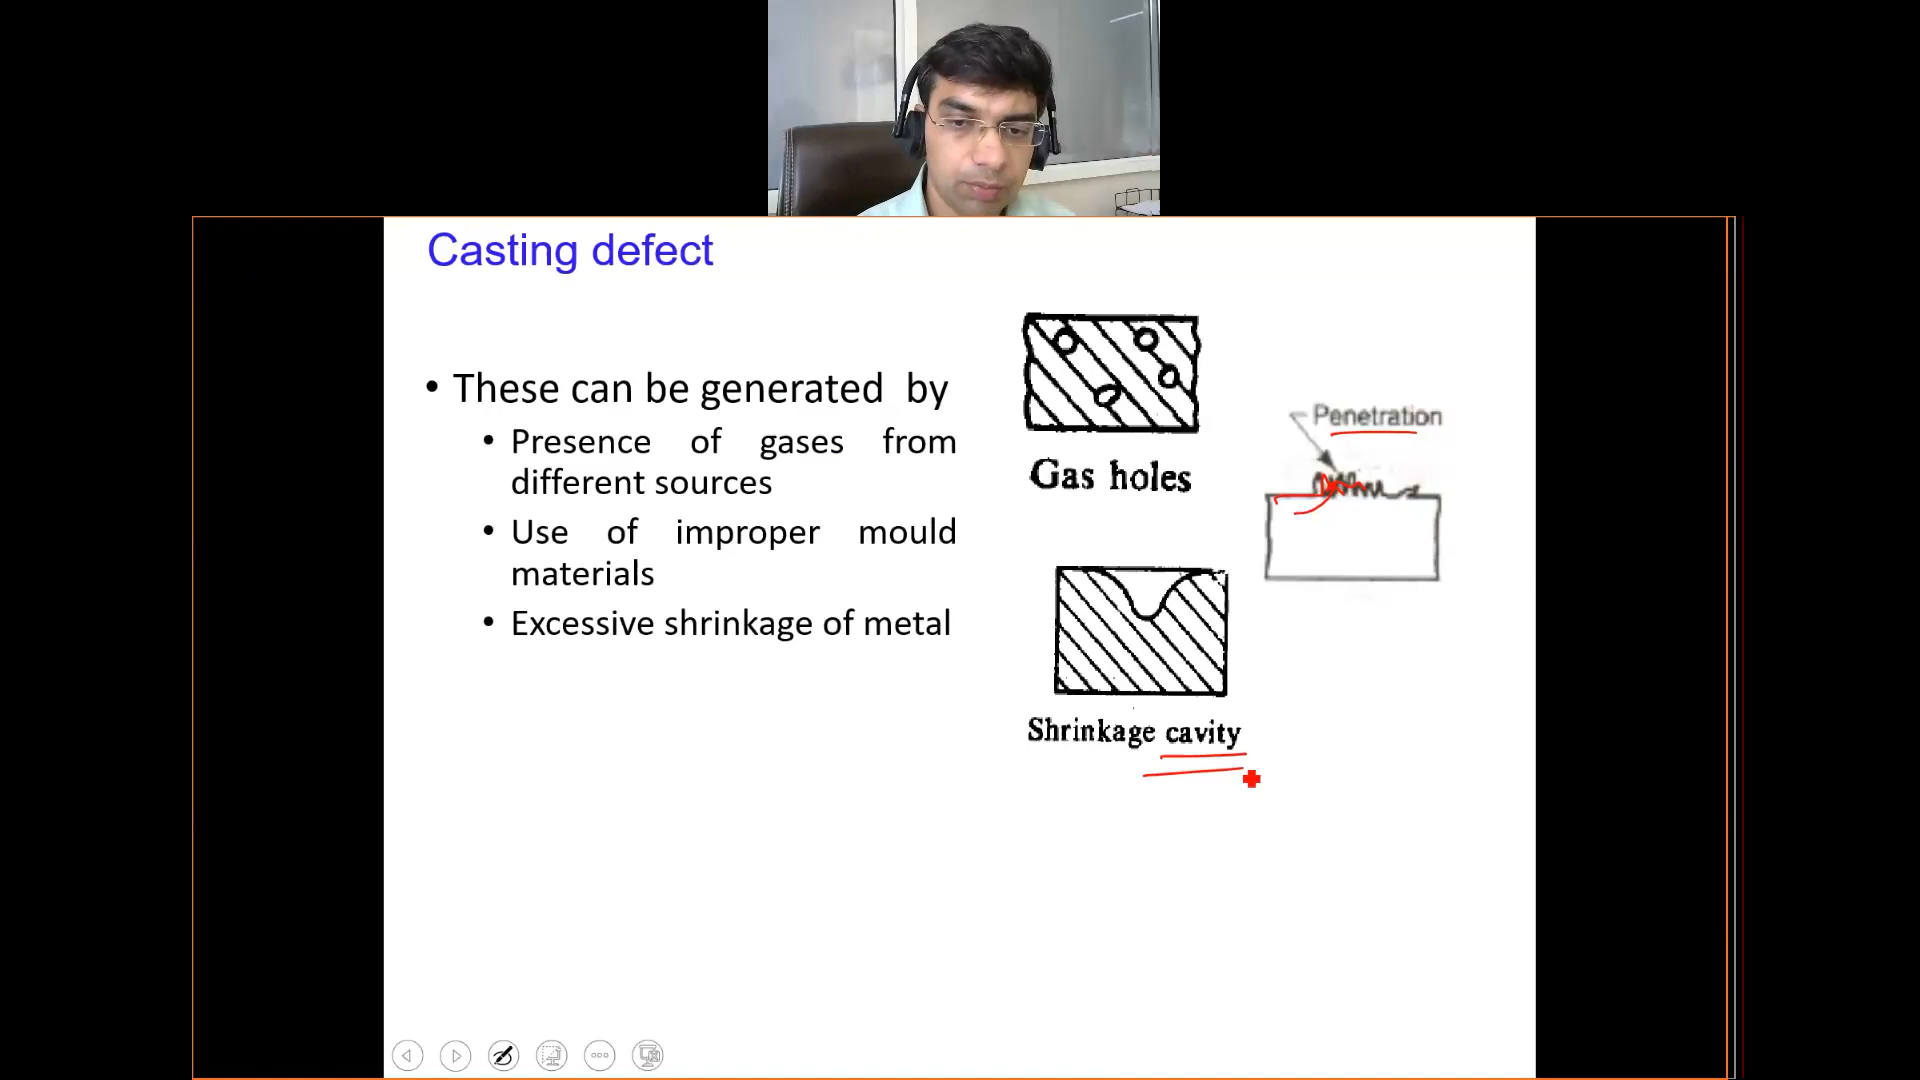 Casting defect
• These can be generated by
• Presence of gases from
different sources
• Use of improper mould
materials
• Excessive shrinkage of metal
Gas holes
Penetration
Shrinkage cavity